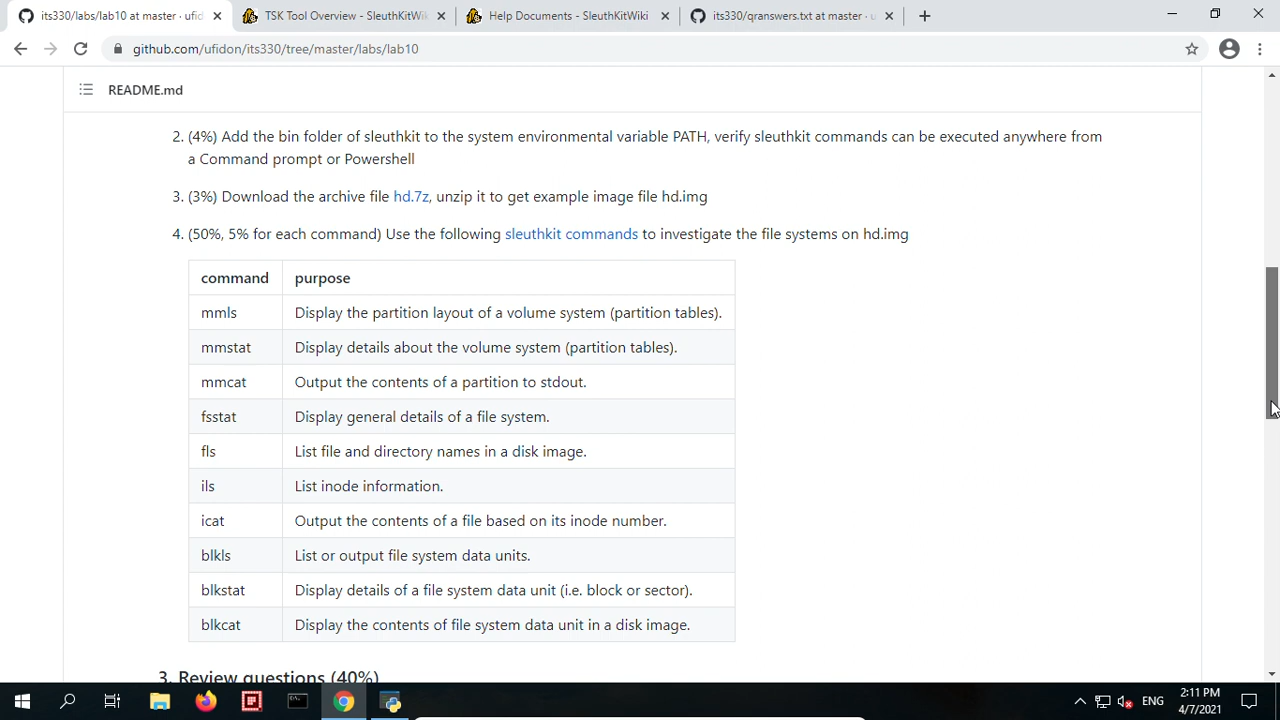 its330/labs/lab10 at master · ufid
TSK Tool Overview - SleuthKitWik
Help Documents - SleuthKitWiki
its330/qranswers.txt at master · u
github.com/ufidon/its330/tree/master/labs/lab10
README.md
2. (4%) Add the bin folder of sleuthkit to the system environmental variable PATH, verify sleuthkit commands can be executed anywhere from
a Command prompt or Powershell
3. (3%) Download the archive file hd.7z, unzip it to get example image file hd.img
4. (50%, 5% for each command) Use the following sleuthkit commands to investigate the file systems on hd.img
command purpose
mmls Display the partition layout of a volume system (partition tables).
mmstat Display details about the volume system (partition tables).
mmcat Output the contents of a partition to stdout.
fsstat Display general details of a file system.
fls List file and directory names in a disk image.
ils List inode information.
icat Output the contents of a file based on its inode number.
blkls List or output file system data units.
blkstat Display details of a file system data unit (i.e. block or sector).
blkcat Display the contents of file system data unit in a disk image.
3. Review questions (40%)
ENG
2:11 PM
4/7/2021